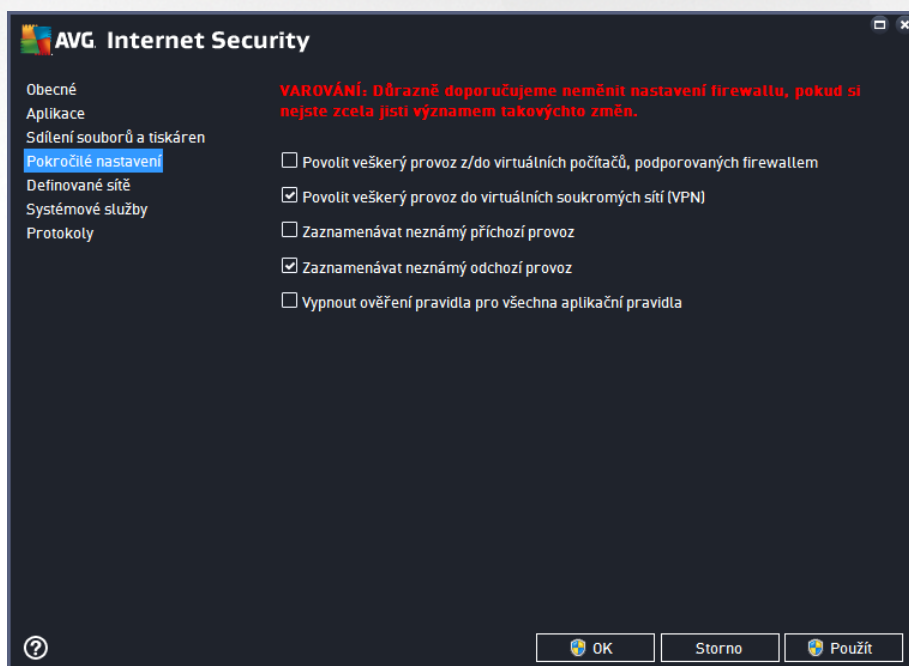 AVG. Internet Security
Obecné
Aplikace
Sdílení souborů a tiskáren
Pokročilé nastavení
Definované sítě
Systémové služby
Protokoly
VAROVÁNÍ: Důrazně doporučujeme neměnit nastavení firewallu, pokud si
nejste zcela jisti významem takovýchto změn.
Povolit veškerý provoz z/do virtuálních počítačů, podporovaných firewallem
Povolit veškerý provoz do virtuálních soukromých sítí (VPN)
Zaznamenávat neznámý příchozí provoz
Zaznamenávat neznámý odchozí provoz
Vypnout ověření pravidla pro všechna aplikační pravidla
?
OK
Storno
Použít